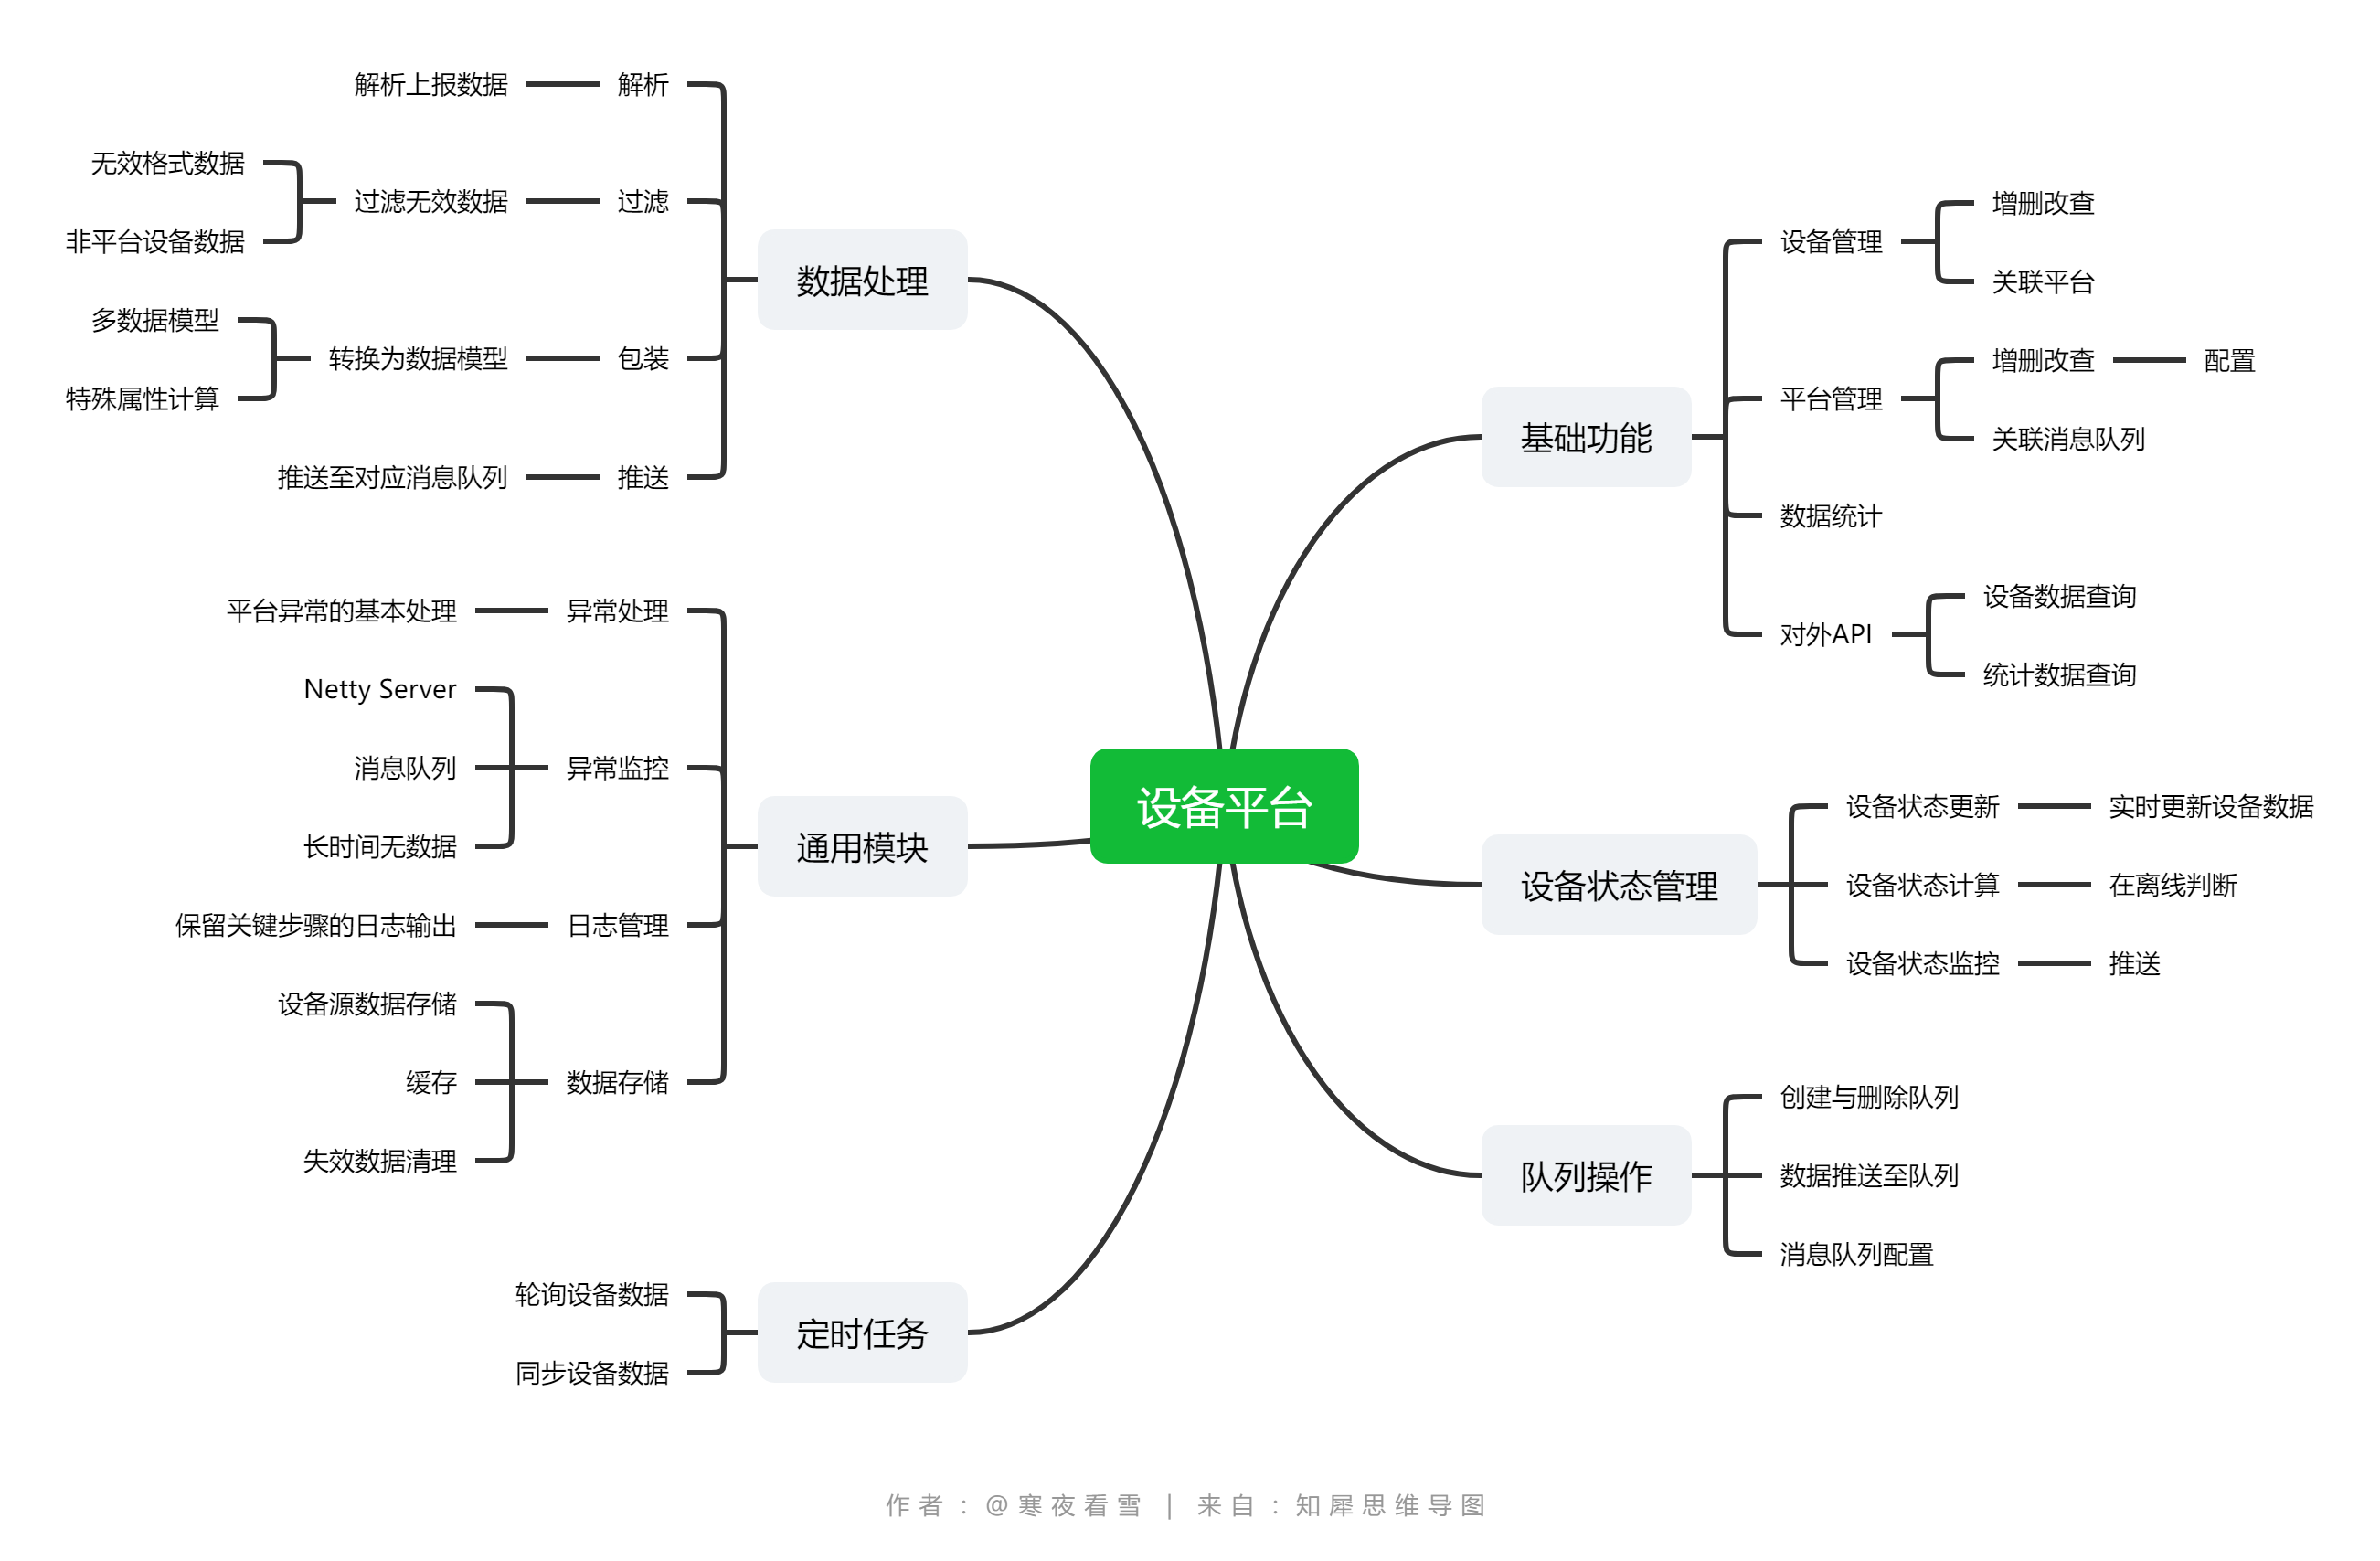 设备平台
基础功能
设备管理
增删改查
关联平台
平台管理
增删改查
配置
关联消息队列
数据统计
对外API
设备数据查询
统计数据查询
设备状态管理
设备状态更新
实时更新设备数据
设备状态计算
在离线判断
设备状态监控
推送
队列操作
创建与删除队列
数据推送至队列
消息队列配置
数据处理
解析
解析上报数据
过滤
过滤无效数据
无效格式数据
非平台设备数据
包装
转换为数据模型
多数据模型
特殊属性计算
推送
推送至对应消息队列
通用模块
异常处理
平台异常的基本处理
异常监控
Netty Server
消息队列
长时间无数据
日志管理
保留关键步骤的日志输出
数据存储
设备源数据存储
缓存
失效数据清理
定时任务
轮询设备数据
同步设备数据
作者：@寒夜看雪 | 来自：知犀思维导图